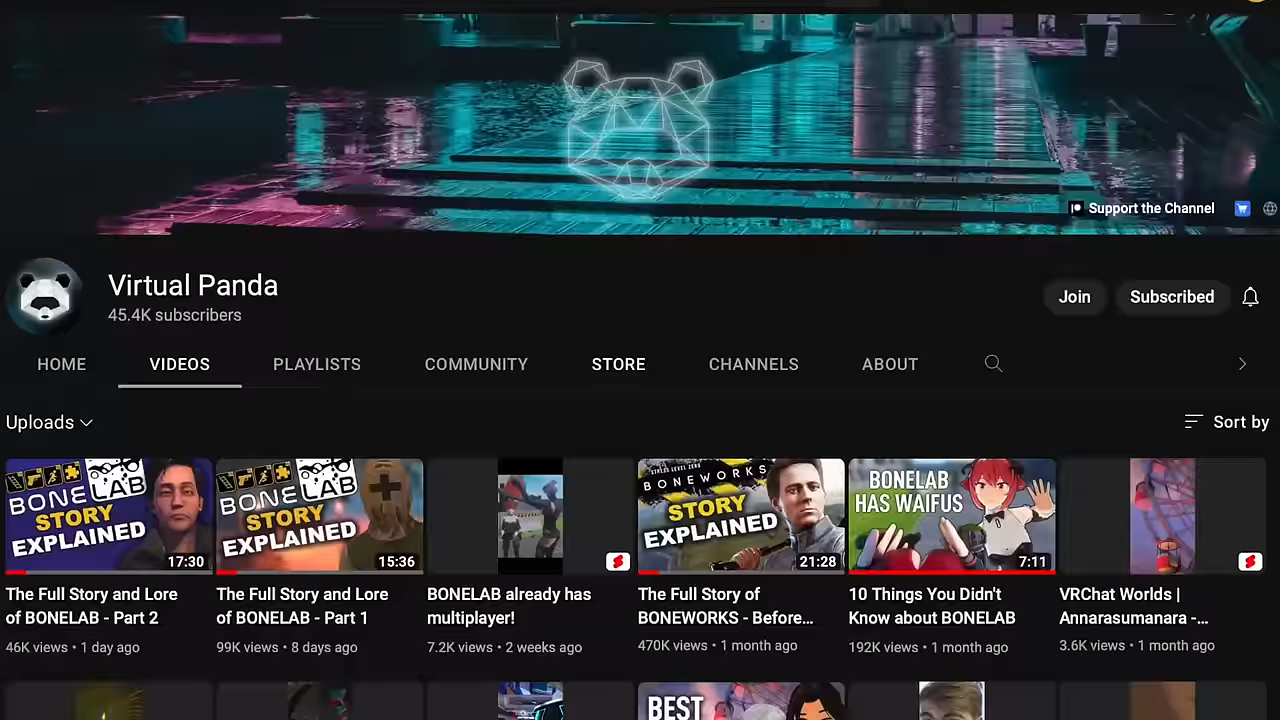 Support the Channel
Virtual Panda
45.4K subscribers
Join
Subscribed
HOME
VIDEOS
PLAYLISTS
COMMUNITY
STORE
CHANNELS
ABOUT
Uploads
Sort by
BONE LAB
STORY
EXPLAINED
17:30
BONE LAB
STORY
EXPLAINED
15:36
STRESS LEVEL ZERO
BONEWORKS
STORY
EXPLAINED
21:28
BONELAB
HAS WAIFUS
7:11
The Full Story and Lore
of BONELAB - Part 2
46K views • 1 day ago
The Full Story and Lore
of BONELAB - Part 1
99K views • 8 days ago
BONELAB already has
multiplayer!
7.2K views • 2 weeks ago
The Full Story of
BONEWORKS - Before...
470K views • 1 month ago
10 Things You Didn't
Know about BONELAB
192K views • 1 month ago
VRChat Worlds |
Annarasumanara -...
3.6K views • 1 month ago
BEST